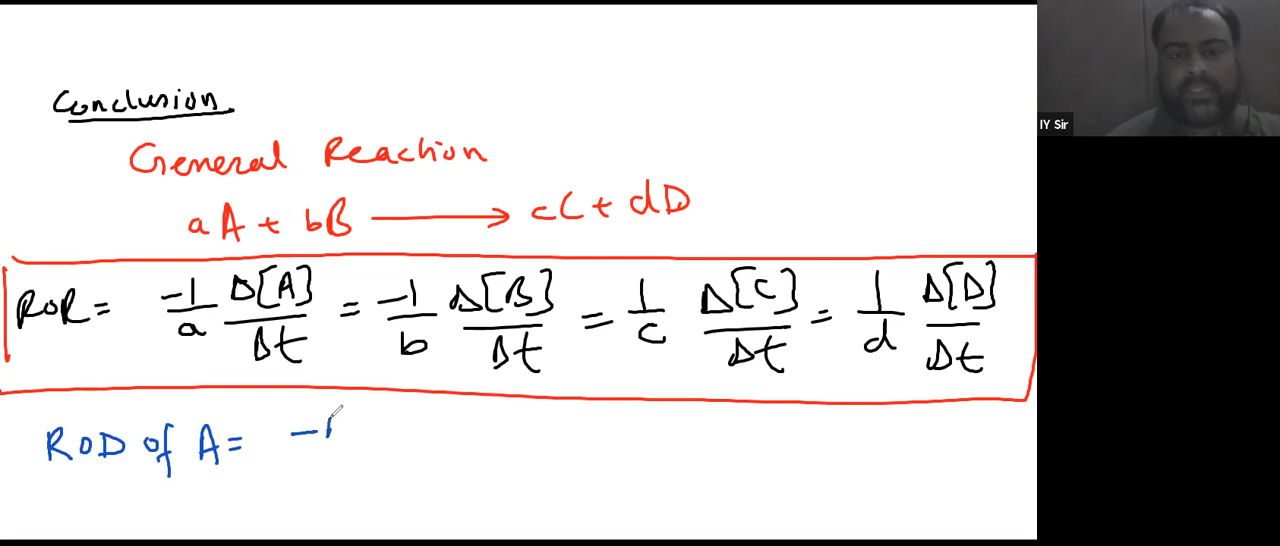 Conclusion
General Reaction
aA + bB ⟶ cC + dD
ROR = -1/a Δ[A]/Δt = -1/b Δ[B]/Δt = 1/c Δ[C]/Δt = 1/d Δ[D]/Δt
ROD of A = -1
IY Sir